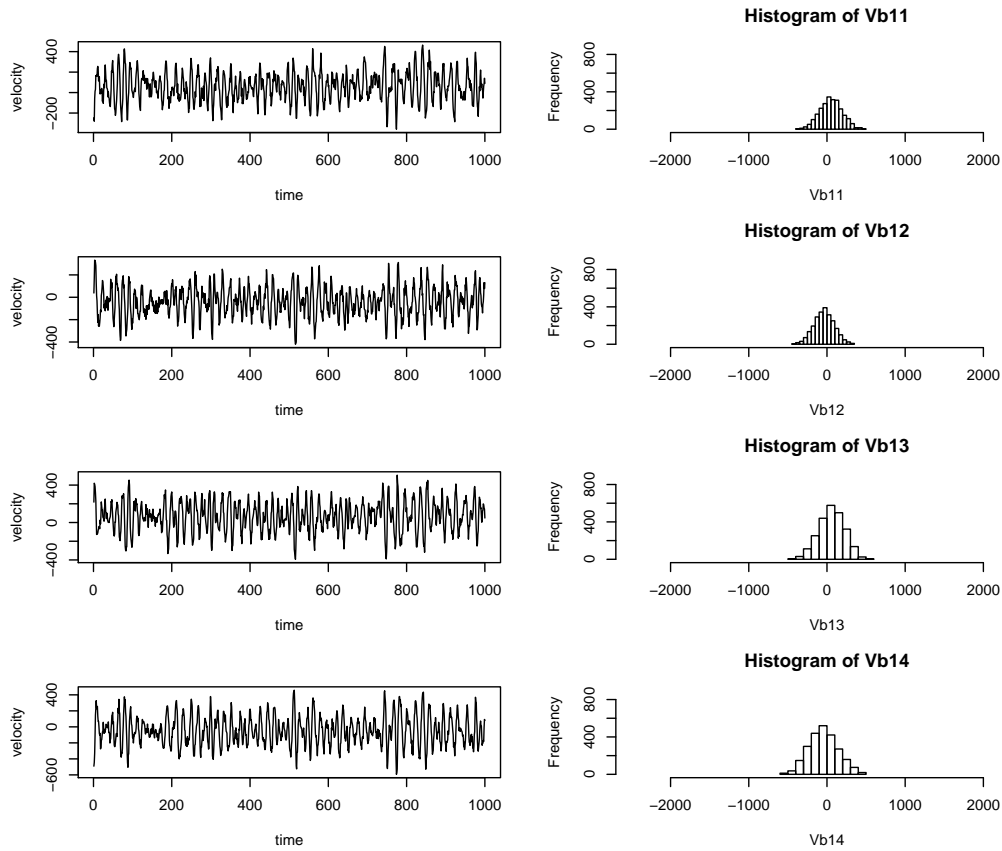 velocity
400
−200
0 200 400 600 800 1000
time
Histogram of Vb11
Frequency
800
400
0
−2000 −1000 0 1000 2000
Vb11
velocity
0
−400
0 200 400 600 800 1000
time
Histogram of Vb12
Frequency
800
400
0
−2000 −1000 0 1000 2000
Vb12
velocity
400
0
−400
0 200 400 600 800 1000
time
Histogram of Vb13
Frequency
800
400
0
−2000 −1000 0 1000 2000
Vb13
velocity
400
0
−600
0 200 400 600 800 1000
time
Histogram of Vb14
Frequency
800
400
0
−2000 −1000 0 1000 2000
Vb14